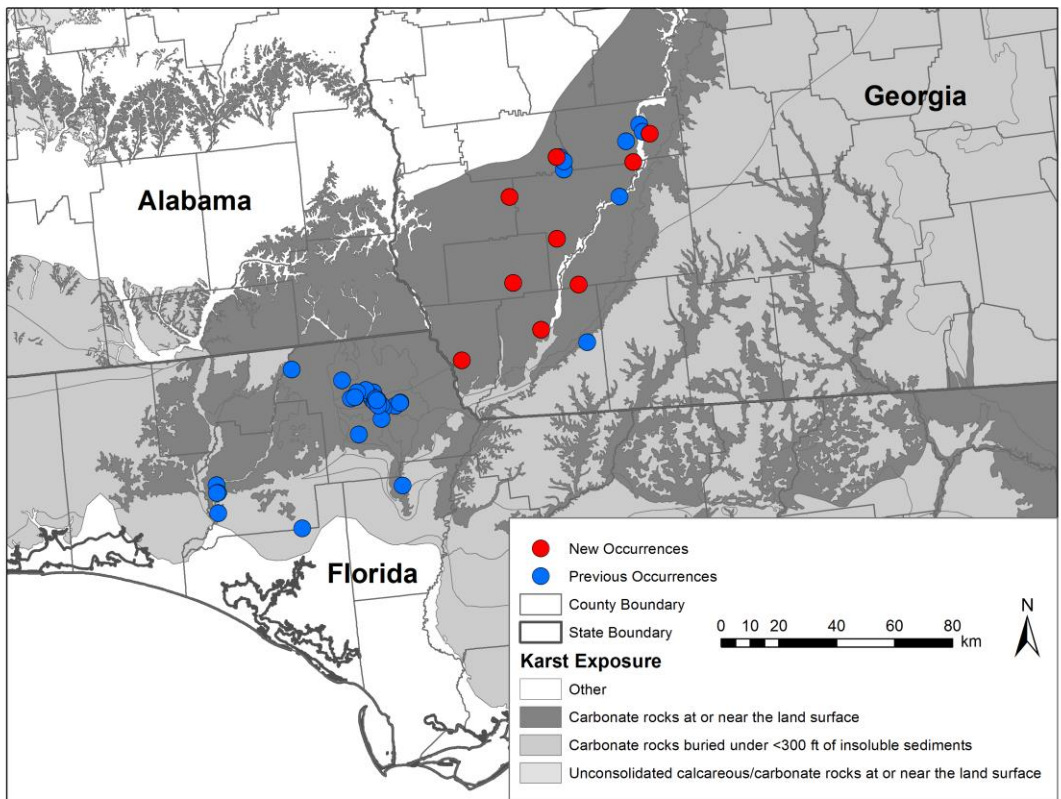 Georgia
Alabama
Florida
New Occurrences
Previous Occurrences
County Boundary
State Boundary
Karst Exposure
Other
Carbonate rocks at or near the land surface
Carbonate rocks buried under <300 ft of insoluble sediments
Unconsolidated calcareous/carbonate rocks at or near the land surface
0 10 20 40 60 80
km
N